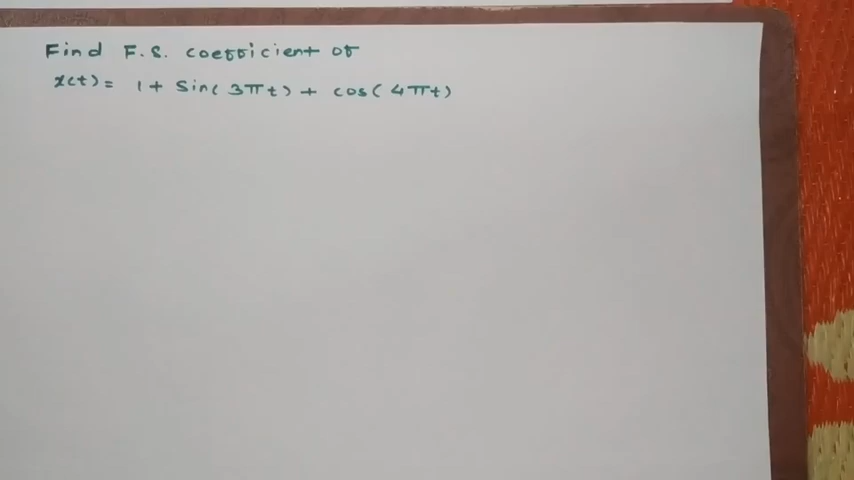 Find F.S. coefficient of
x(t) = 1 + Sin( 3πt) + cos( 4πt)